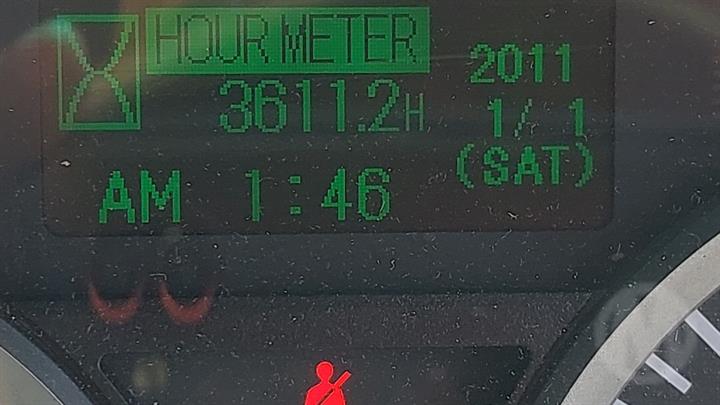 HOUR METER
3611.2H
2011
1/ 1
(SAT)
AM 1:46